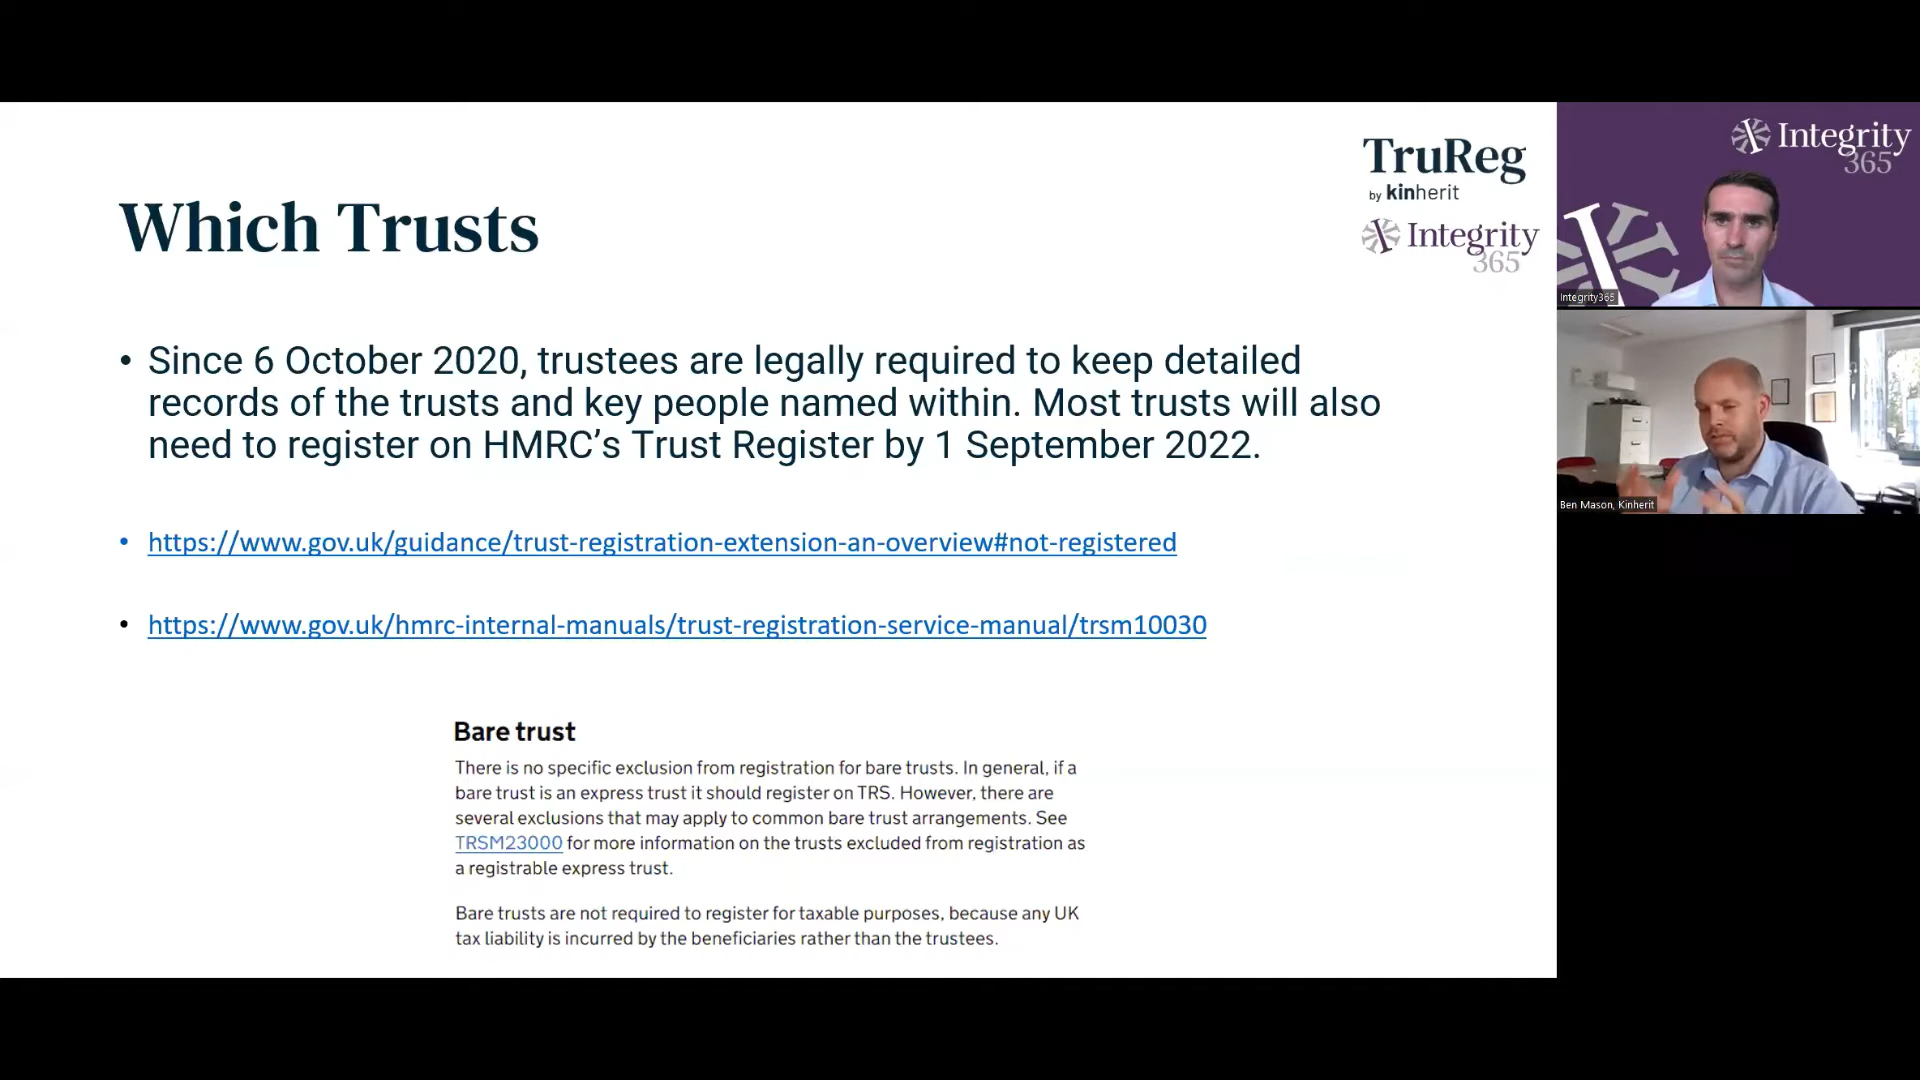 Which Trusts
TruReg
by kinherit
Integrity
365
• Since 6 October 2020, trustees are legally required to keep detailed
records of the trusts and key people named within. Most trusts will also
need to register on HMRC’s Trust Register by 1 September 2022.
• https://www.gov.uk/guidance/trust-registration-extension-an-overview#not-registered
• https://www.gov.uk/hmrc-internal-manuals/trust-registration-service-manual/trsm10030
Bare trust
There is no specific exclusion from registration for bare trusts. In general, if a
bare trust is an express trust it should register on TRS. However, there are
several exclusions that may apply to common bare trust arrangements. See
TRSM23000 for more information on the trusts excluded from registration as
a registrable express trust.
Bare trusts are not required to register for taxable purposes, because any UK
tax liability is incurred by the beneficiaries rather than the trustees.
Integrity
365
Integrity365
Ben Mason, Kinherit